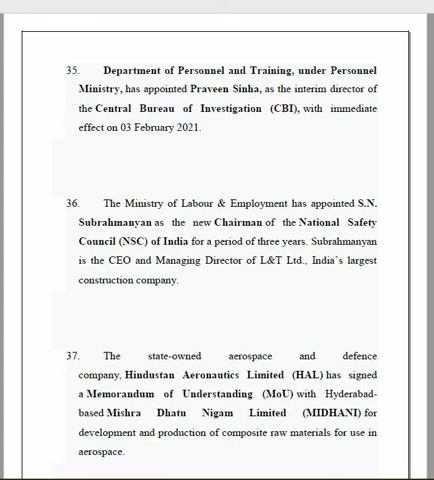 35. Department of Personnel and Training, under Personnel
Ministry, has appointed Praveen Sinha, as the interim director of
the Central Bureau of Investigation (CBI), with immediate
effect on 03 February 2021.
36. The Ministry of Labour & Employment has appointed S.N.
Subrahmanyan as the new Chairman of the National Safety
Council (NSC) of India for a period of three years. Subrahmanyan
is the CEO and Managing Director of L&T Ltd., India's largest
construction company.
37. The state-owned aerospace and defence
company, Hindustan Aeronautics Limited (HAL) has signed
a Memorandum of Understanding (MoU) with Hyderabad-
based Mishra Dhatu Nigam Limited (MIDHANI) for
development and production of composite raw materials for use in
aerospace.